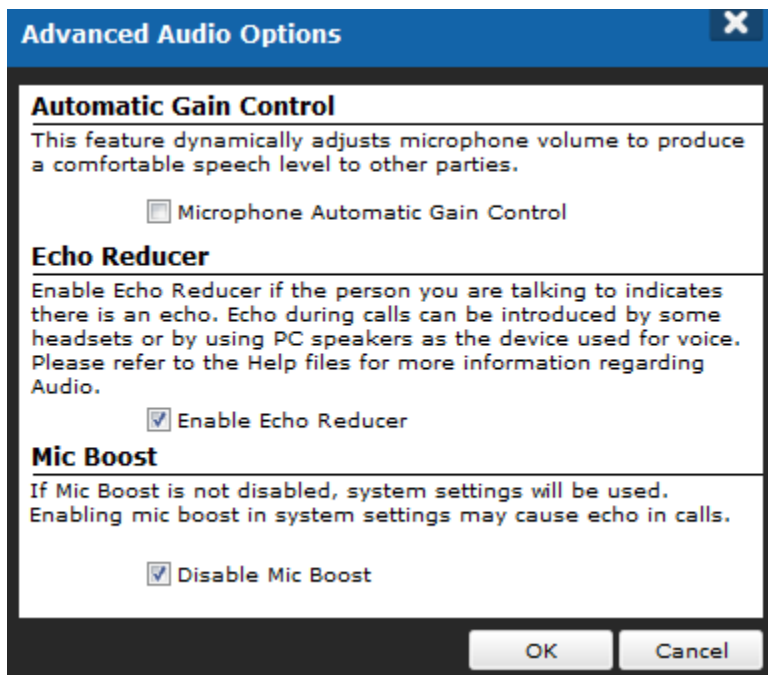 Advanced Audio Options
Automatic Gain Control
This feature dynamically adjusts microphone volume to produce
a comfortable speech level to other parties.
Microphone Automatic Gain Control
Echo Reducer
Enable Echo Reducer if the person you are talking to indicates
there is an echo. Echo during calls can be introduced by some
headsets or by using PC speakers as the device used for voice.
Please refer to the Help files for more information regarding
Audio.
Enable Echo Reducer
Mic Boost
If Mic Boost is not disabled, system settings will be used.
Enabling mic boost in system settings may cause echo in calls.
Disable Mic Boost
OK Cancel